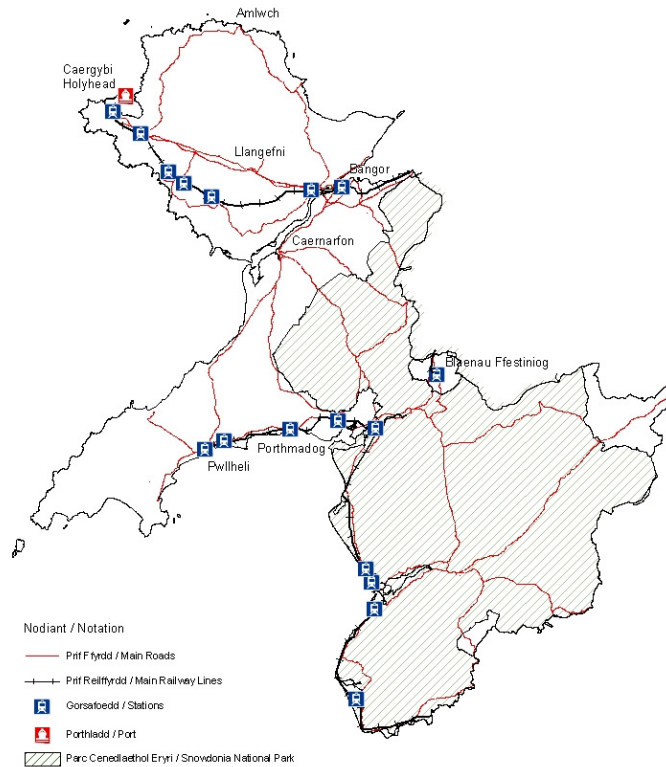 Amlwch
Caergybi
Holyhead
Llangefni
Bangor
Caernarfon
Blaenau Ffestiniog
Porthmadog
Pwllheli
Nodiant / Notation
Prif Ffyrdd / Main Roads
Prif Reilffyrdd / Main Railway Lines
Gorsafoedd / Stations
Porthladd / Port
Parc Cenedlaethol Eryri / Snowdonia National Park